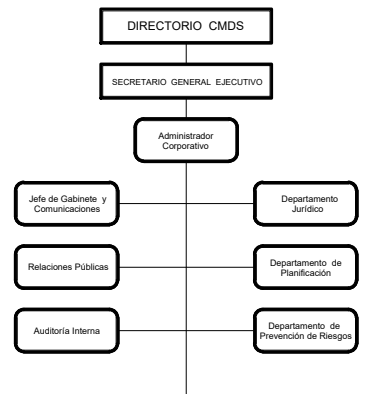 DIRECTORIO CMDS
SECRETARIO GENERAL EJECUTIVO
Administrador
Corporativo
Jefe de Gabinete y
Comunicaciones
Departamento
Jurídico
Relaciones Públicas
Departamento de
Planificación
Auditoría Interna
Departamento de
Prevención de Riesgos